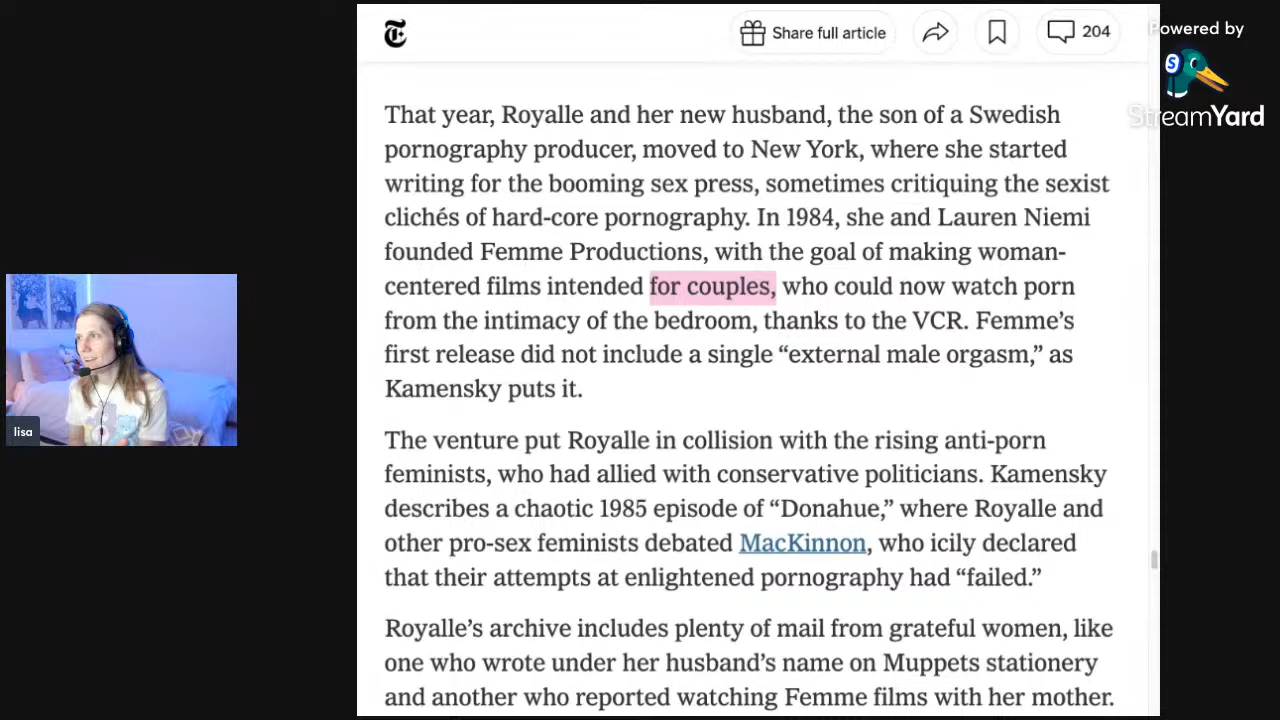 Share full article
204
Powered by
StreamYard
That year, Royalle and her new husband, the son of a Swedish
pornography producer, moved to New York, where she started
writing for the booming sex press, sometimes critiquing the sexist
clichés of hard-core pornography. In 1984, she and Lauren Niemi
founded Femme Productions, with the goal of making woman-
centered films intended for couples, who could now watch porn
from the intimacy of the bedroom, thanks to the VCR. Femme’s
first release did not include a single “external male orgasm,” as
Kamensky puts it.
The venture put Royalle in collision with the rising anti-porn
feminists, who had allied with conservative politicians. Kamensky
describes a chaotic 1985 episode of “Donahue,” where Royalle and
other pro-sex feminists debated MacKinnon, who icily declared
that their attempts at enlightened pornography had “failed.”
Royalle’s archive includes plenty of mail from grateful women, like
one who wrote under her husband’s name on Muppets stationery
and another who reported watching Femme films with her mother.
lisa